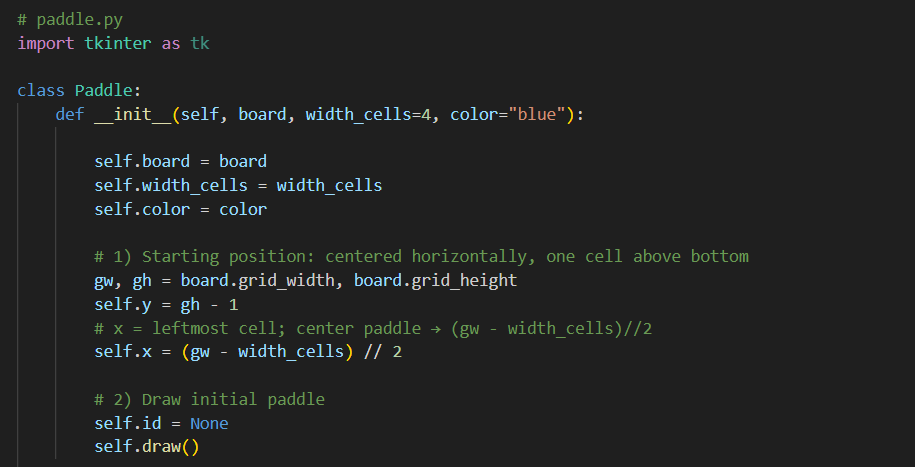 # paddle.py
import tkinter as tk
class Paddle:
def __init__(self, board, width_cells=4, color="blue"):
self.board = board
self.width_cells = width_cells
self.color = color
# 1) Starting position: centered horizontally, one cell above bottom
gw, gh = board.grid_width, board.grid_height
self.y = gh - 1
# x = leftmost cell; center paddle → (gw - width_cells)//2
self.x = (gw - width_cells) // 2
# 2) Draw initial paddle
self.id = None
self.draw()